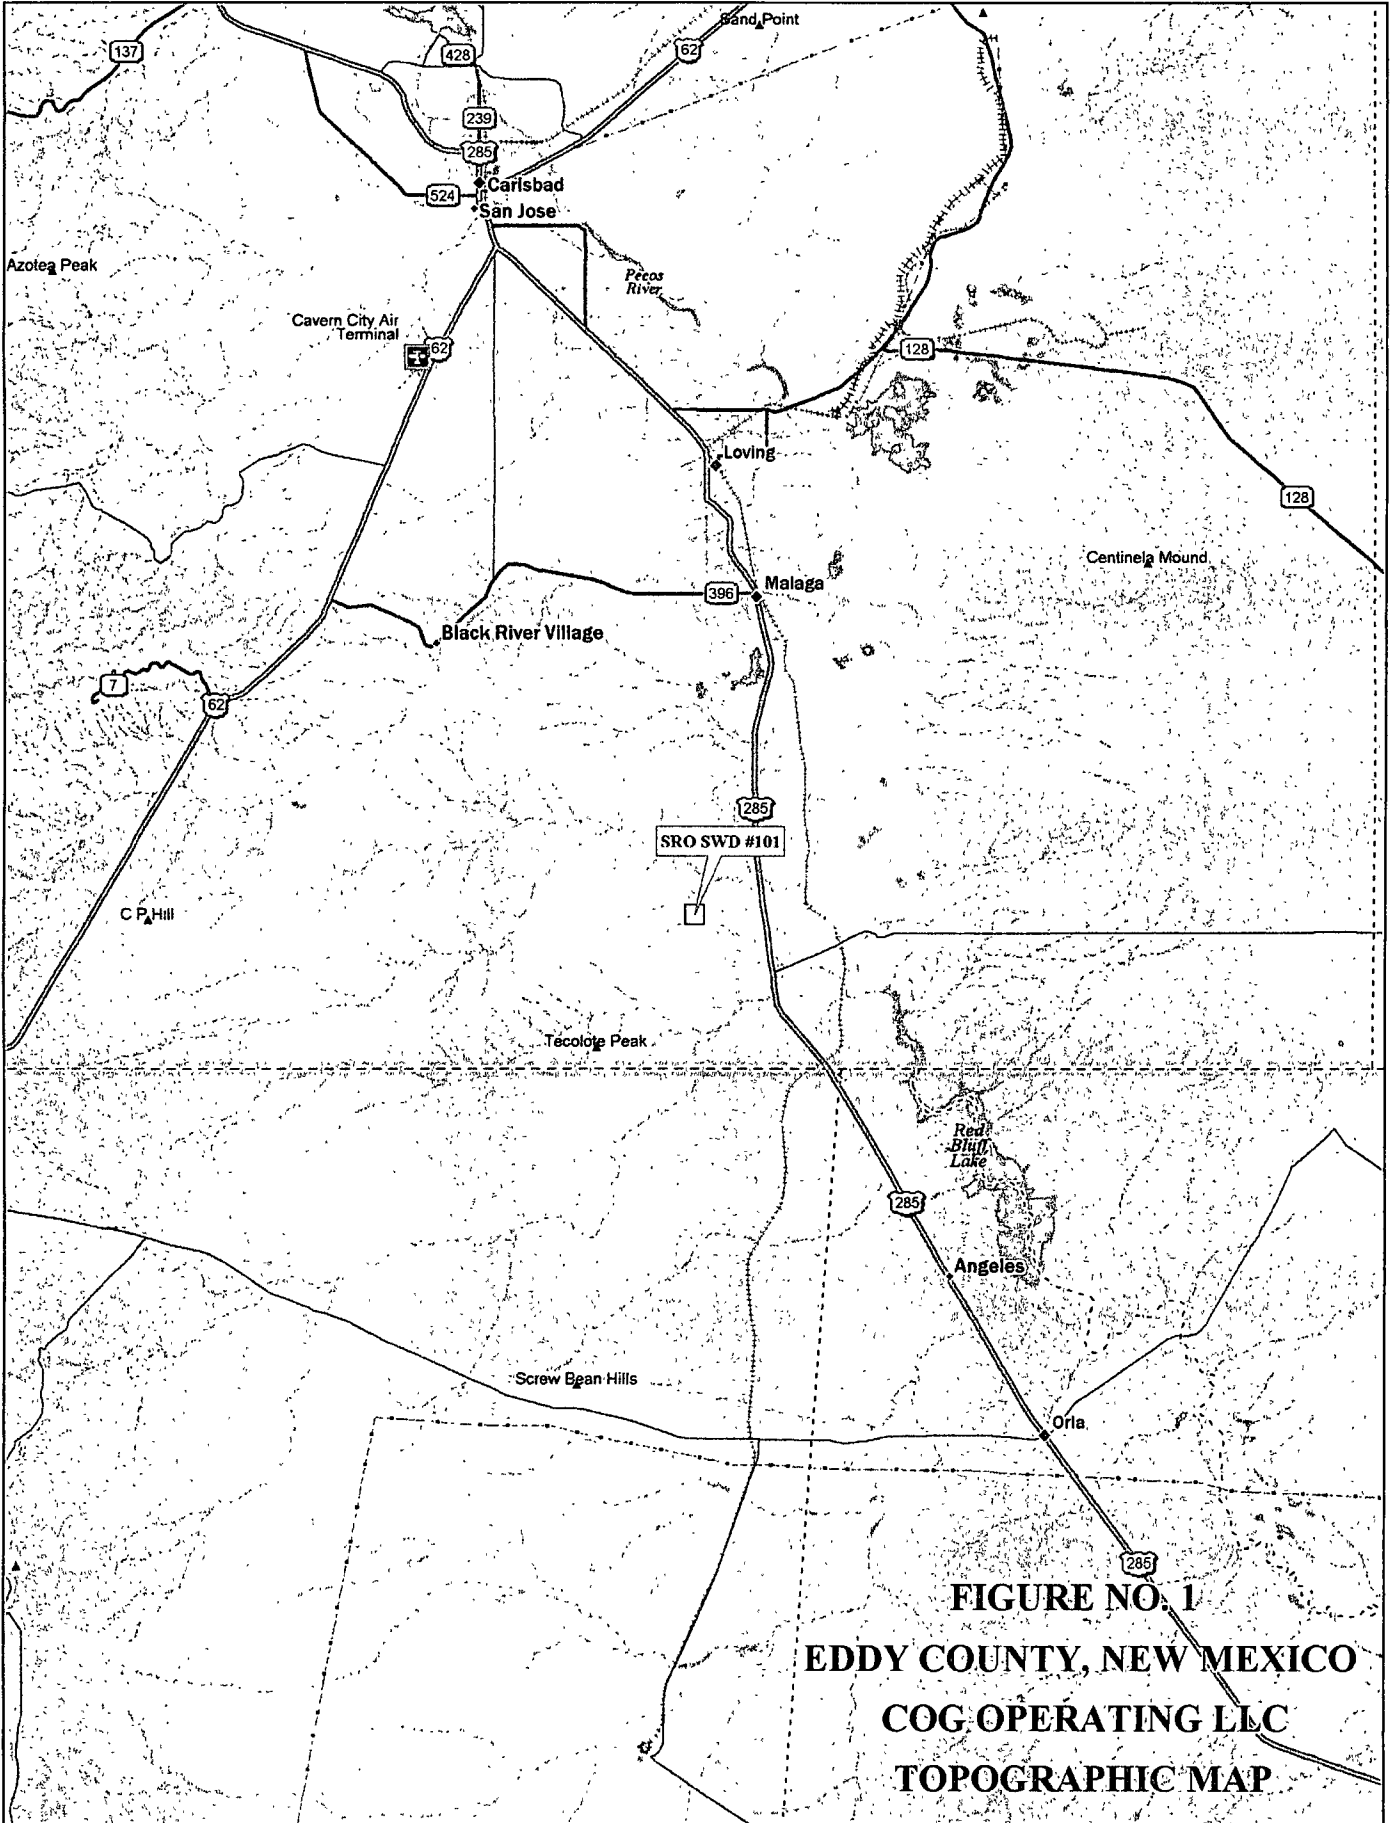 Sand Point
137
428
62
239
285
Carlsbad
524
San Jose
Azotea Peak
Pecos
River
Cavern City Air
Terminal
62
128
Loving
128
Centinela Mound
Malaga
396
Black River Village
7
62
285
SRO SWD #101
C P Hill
Tecolote Peak
Red
Bluff
Lake
285
Angeles
Screw Bean Hills
Orla
285
FIGURE NO. 1
EDDY COUNTY, NEW MEXICO
COG OPERATING LLC
TOPOGRAPHIC MAP